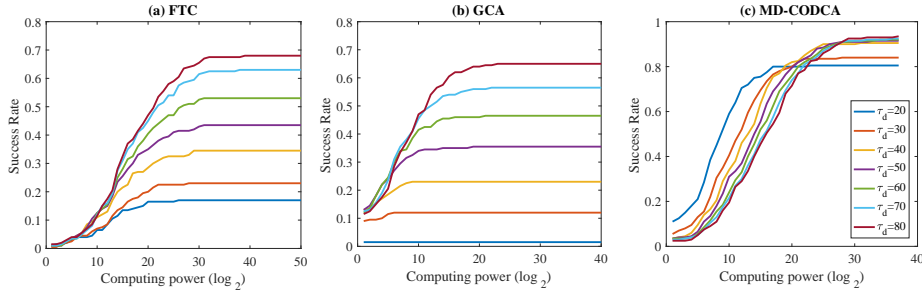 (a) FTC
0.8
0.7
0.6
0.5
0.4
0.3
0.2
0.1
0
Success Rate
0 10 20 30 40 50
Computing power (log 2)
(b) GCA
0.8
0.7
0.6
0.5
0.4
0.3
0.2
0.1
0
Success Rate
0 10 20 30 40
Computing power (log 2)
(c) MD-CODCA
1
0.8
0.6
0.4
0.2
0
Success Rate
0 10 20 30 40
Computing power (log 2)
τd=20
τd=30
τd=40
τd=50
τd=60
τd=70
τd=80